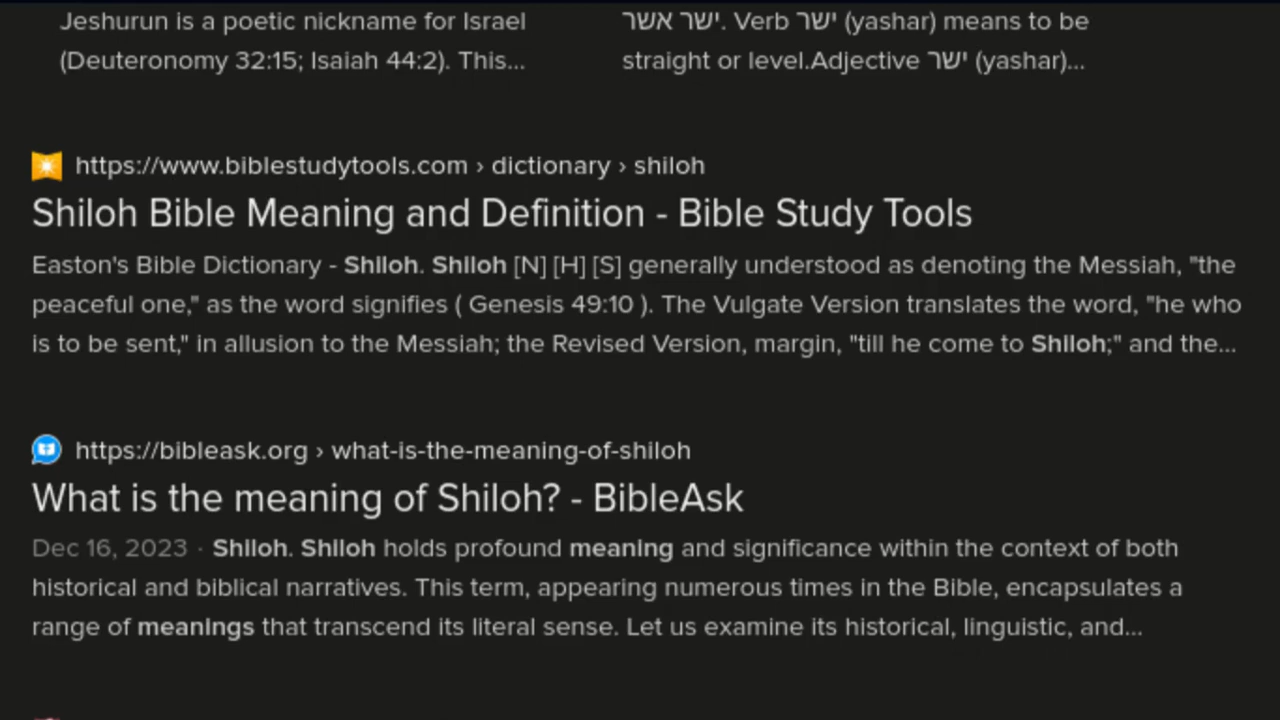 Jeshurun is a poetic nickname for Israel
(Deuteronomy 32:15; Isaiah 44:2). This...
ישר אשר. Verb ישר (yashar) means to be
straight or level.Adjective ישר (yashar)...
https://www.biblestudytools.com › dictionary › shiloh
Shiloh Bible Meaning and Definition - Bible Study Tools
Easton's Bible Dictionary - Shiloh. Shiloh [N] [H] [S] generally understood as denoting the Messiah, "the
peaceful one," as the word signifies ( Genesis 49:10 ). The Vulgate Version translates the word, "he who
is to be sent," in allusion to the Messiah; the Revised Version, margin, "till he come to Shiloh;" and the...
https://bibleask.org › what-is-the-meaning-of-shiloh
What is the meaning of Shiloh? - BibleAsk
Dec 16, 2023 · Shiloh. Shiloh holds profound meaning and significance within the context of both
historical and biblical narratives. This term, appearing numerous times in the Bible, encapsulates a
range of meanings that transcend its literal sense. Let us examine its historical, linguistic, and...